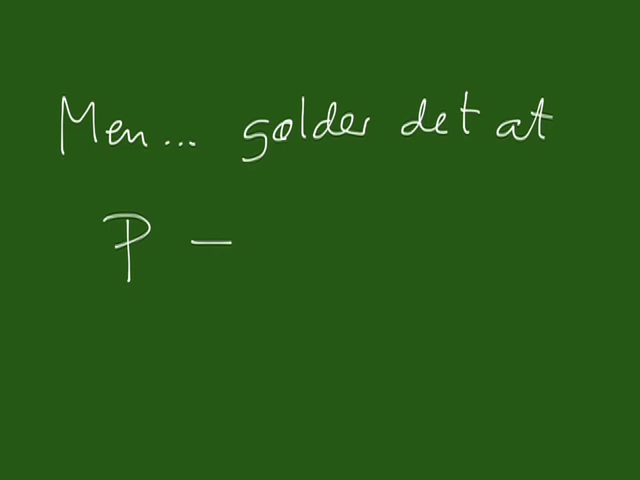 Men... gælder det at
P —